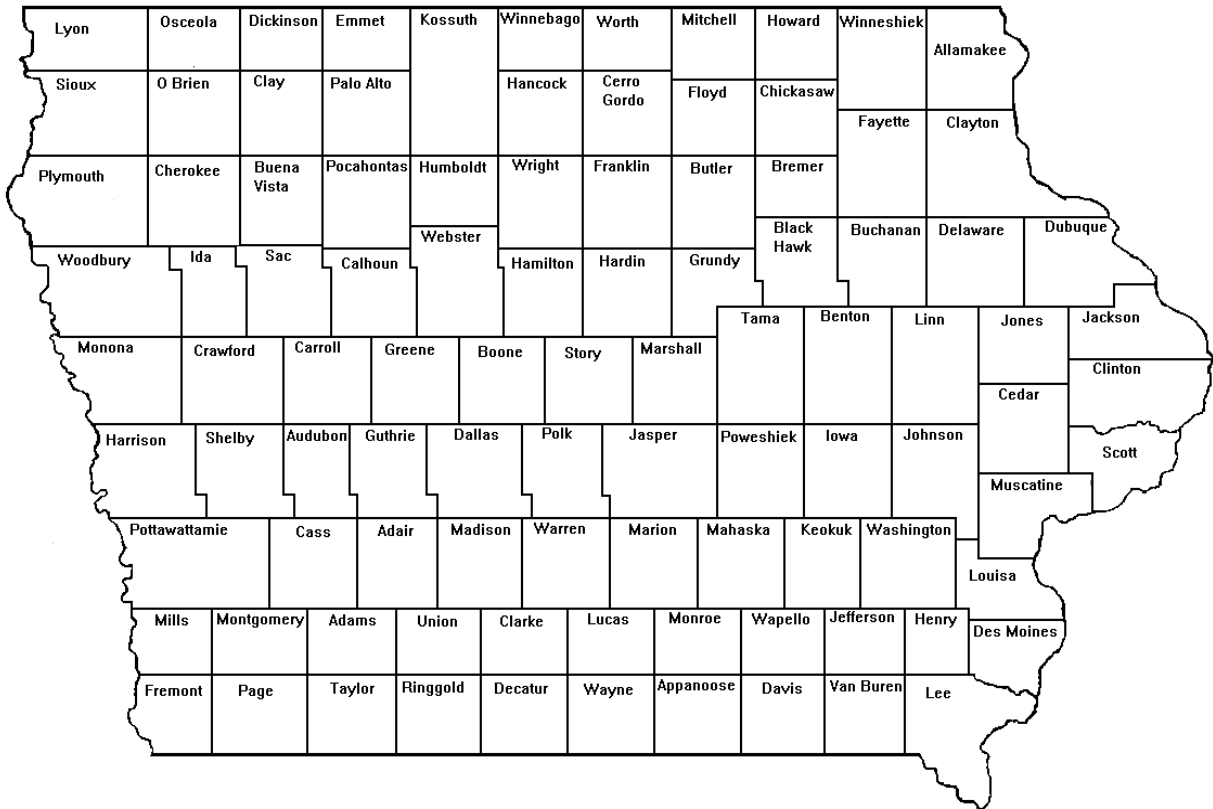 Lyon
Osceola
Dickinson
Emmet
Kossuth
Winnebago
Worth
Mitchell
Howard
Winneshiek
Allamakee
Sioux
O Brien
Clay
Palo Alto
Hancock
Cerro
Gordo
Floyd
Chickasaw
Fayette
Clayton
Plymouth
Cherokee
Buena
Vista
Pocahontas
Humboldt
Wright
Franklin
Butler
Bremer
Woodbury
Ida
Sac
Calhoun
Webster
Hamilton
Hardin
Grundy
Black
Hawk
Buchanan
Delaware
Dubuque
Monona
Crawford
Carroll
Greene
Boone
Story
Marshall
Tama
Benton
Linn
Jones
Jackson
Clinton
Cedar
Harrison
Shelby
Audubon
Guthrie
Dallas
Polk
Jasper
Poweshiek
Iowa
Johnson
Scott
Muscatine
Pottawattamie
Cass
Adair
Madison
Warren
Marion
Mahaska
Keokuk
Washington
Louisa
Mills
Montgomery
Adams
Union
Clarke
Lucas
Monroe
Wapello
Jefferson
Henry
Des Moines
Fremont
Page
Taylor
Ringgold
Decatur
Wayne
Appanoose
Davis
Van Buren
Lee